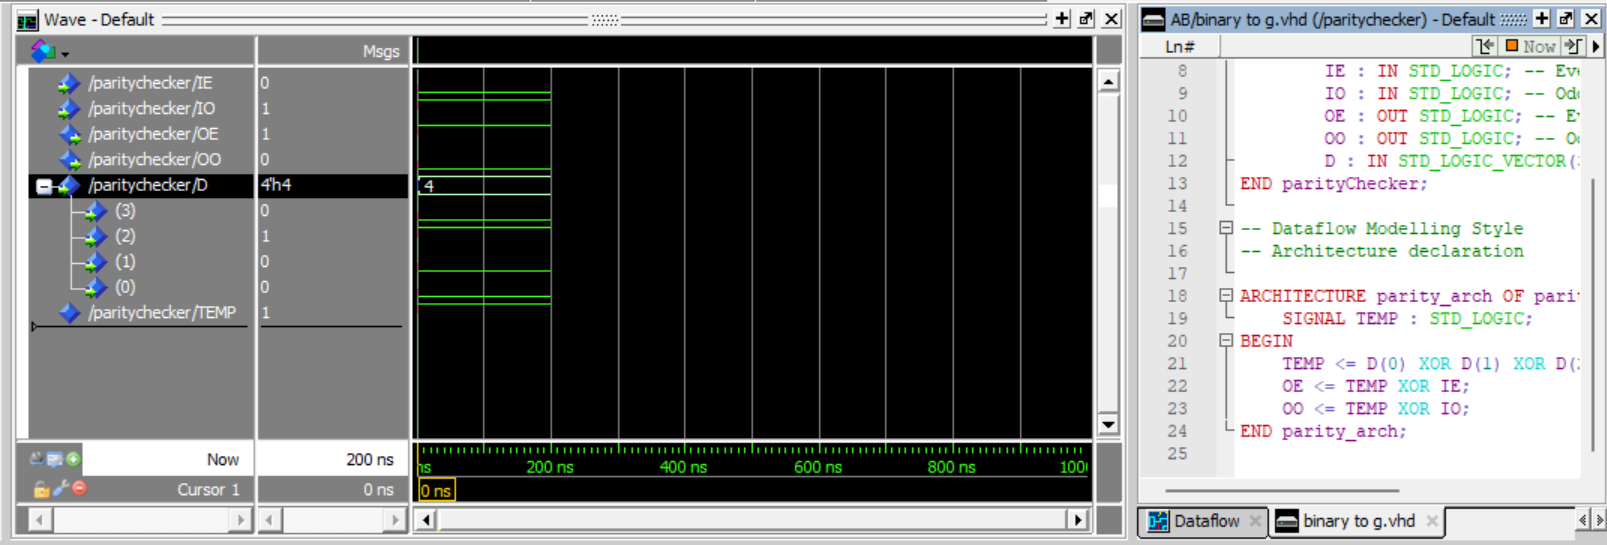 Wave - Default
Msgs
/paritychecker/IE 0
/paritychecker/IO 1
/paritychecker/OE 1
/paritychecker/OO 0
/paritychecker/D 4'h4 4
(3) 0
(2) 1
(1) 0
(0) 0
/paritychecker/TEMP 1
Now 200 ns
ns 200 ns 400 ns 600 ns 800 ns 100
Cursor 1 0 ns 0 ns
AB/binary to g.vhd (/paritychecker) - Default
Ln# Now
8 IE : IN STD_LOGIC; -- Eve
9 IO : IN STD_LOGIC; -- Odd
10 OE : OUT STD_LOGIC; -- E
11 OO : OUT STD_LOGIC; -- O
12 D : IN STD_LOGIC_VECTOR(
13 END parityChecker;
14
15 -- Dataflow Modelling Style
16 -- Architecture declaration
17
18 ARCHITECTURE parity_arch OF pari
19 SIGNAL TEMP : STD_LOGIC;
20 BEGIN
21 TEMP <= D(0) XOR D(1) XOR D(
22 OE <= TEMP XOR IE;
23 OO <= TEMP XOR IO;
24 END parity_arch;
25
Dataflow binary to g.vhd